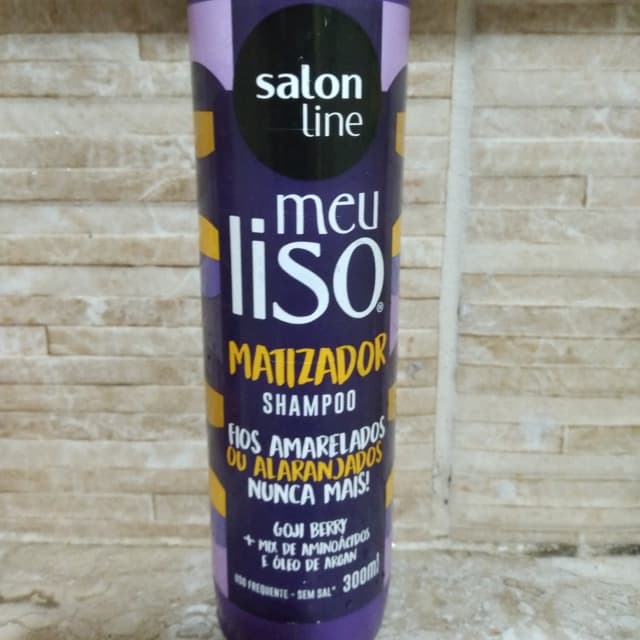 salon
line
meu
liso®
MATIZADOR
SHAMPOO
FIOS AMARELADOS
OU ALARANJADOS
NUNCA MAIS!
GOJI BERRY
+ MIX DE AMINOÁCIDOS
E ÓLEO DE ARGAN
USO FREQUENTE - SEM SAL* 300ml